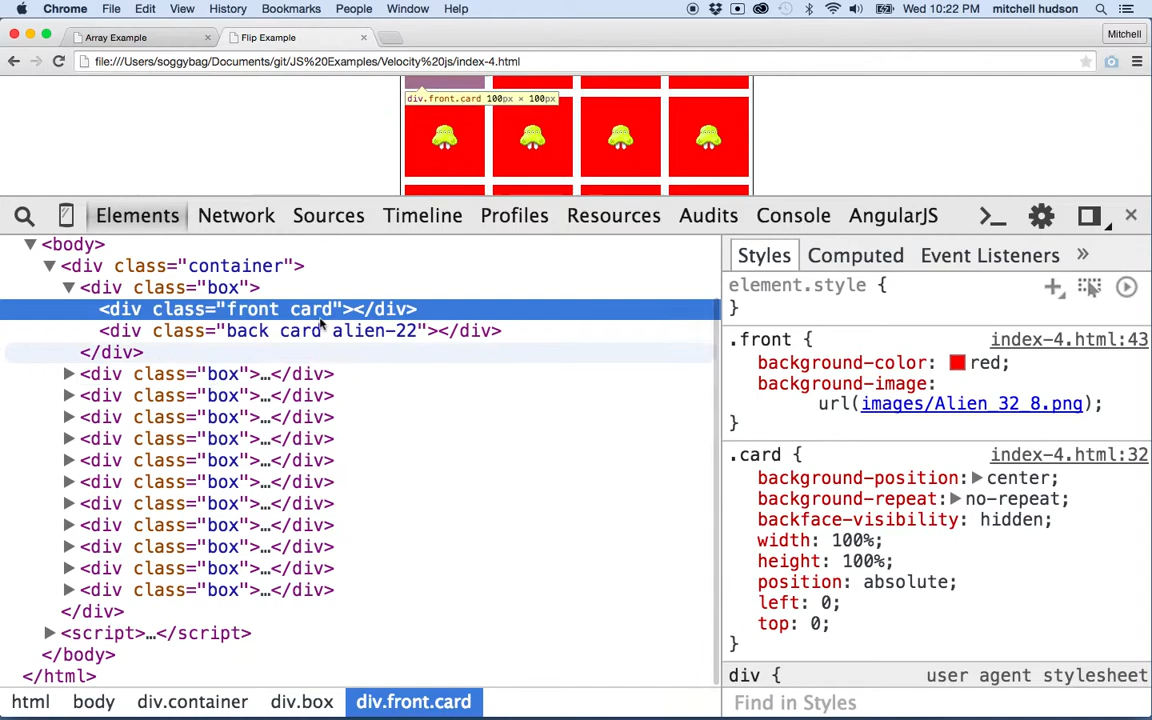 Chrome File Edit View History Bookmarks People Window Help Wed 10:22 PM mitchell hudson
Array Example × Flip Example × Mitchell
file:///Users/soggybag/Documents/git/JS%20Examples/Velocity%20js/index-4.html
div.front.card 100px × 100px
Elements Network Sources Timeline Profiles Resources Audits Console AngularJS
<body>
<div class="container">
<div class="box">
<div class="front card"></div>
<div class="back card alien-22"></div>
</div>
<div class="box">…</div>
<div class="box">…</div>
<div class="box">…</div>
<div class="box">…</div>
<div class="box">…</div>
<div class="box">…</div>
<div class="box">…</div>
<div class="box">…</div>
<div class="box">…</div>
<div class="box">…</div>
<div class="box">…</div>
</div>
<script>…</script>
</body>
</html>
html body div.container div.box div.front.card
Styles Computed Event Listeners »
element.style {
}
.front { index-4.html:43
background-color: red;
background-image:
url(images/Alien_32_8.png);
}
.card { index-4.html:32
background-position: center;
background-repeat: no-repeat;
backface-visibility: hidden;
width: 100%;
height: 100%;
position: absolute;
left: 0;
top: 0;
}
div { user agent stylesheet
Find in Styles